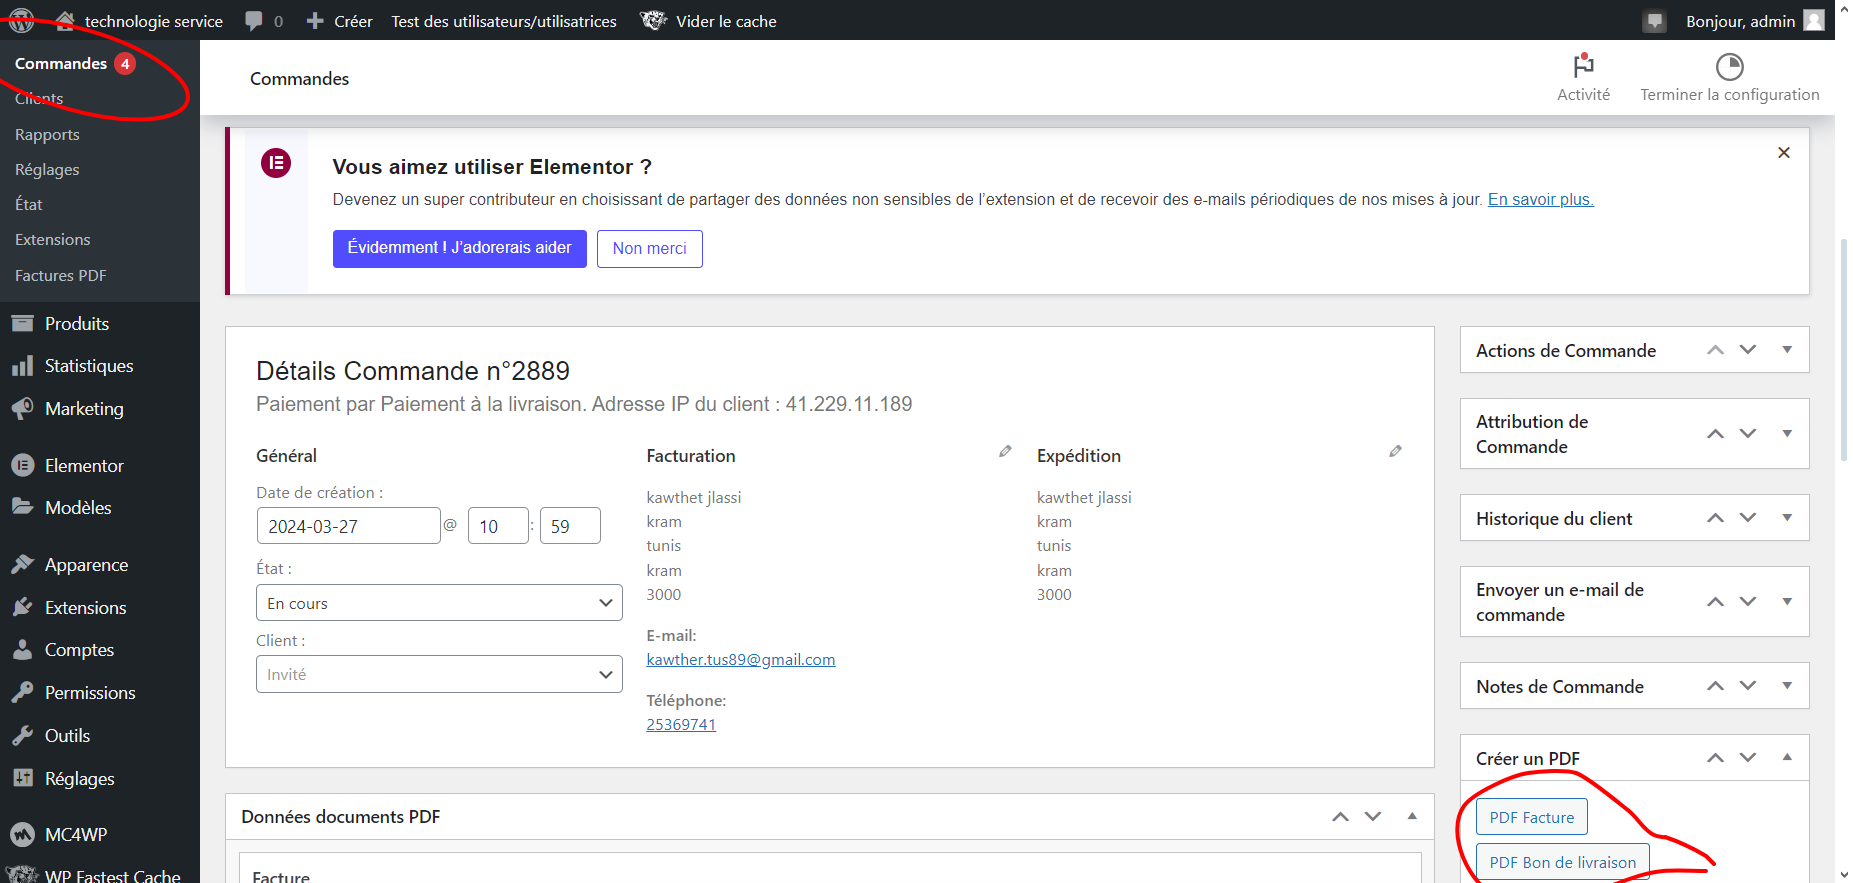 technologie service
0
Créer
Test des utilisateurs/utilisatrices
Vider le cache
Bonjour, admin
Commandes 4
Clients
Rapports
Réglages
État
Extensions
Factures PDF
Produits
Statistiques
Marketing
Elementor
Modèles
Apparence
Extensions
Comptes
Permissions
Outils
Réglages
MC4WP
WP Fastest Cache
Commandes
Activité
Terminer la configuration
Vous aimez utiliser Elementor ?
Devenez un super contributeur en choisissant de partager des données non sensibles de l’extension et de recevoir des e-mails périodiques de nos mises à jour. En savoir plus.
Évidemment ! J’adorerais aider
Non merci
Détails Commande n°2889
Paiement par Paiement à la livraison. Adresse IP du client : 41.229.11.189
Général
Date de création :
2024-03-27 @ 10 : 59
État :
En cours
Client :
Invité
Facturation
kawthet jlassi
kram
tunis
kram
3000
E-mail:
kawther.tus89@gmail.com
Téléphone:
25369741
Expédition
kawthet jlassi
kram
tunis
kram
3000
Données documents PDF
Facture
Actions de Commande
Attribution de
Commande
Historique du client
Envoyer un e-mail de
commande
Notes de Commande
Créer un PDF
PDF Facture
PDF Bon de livraison